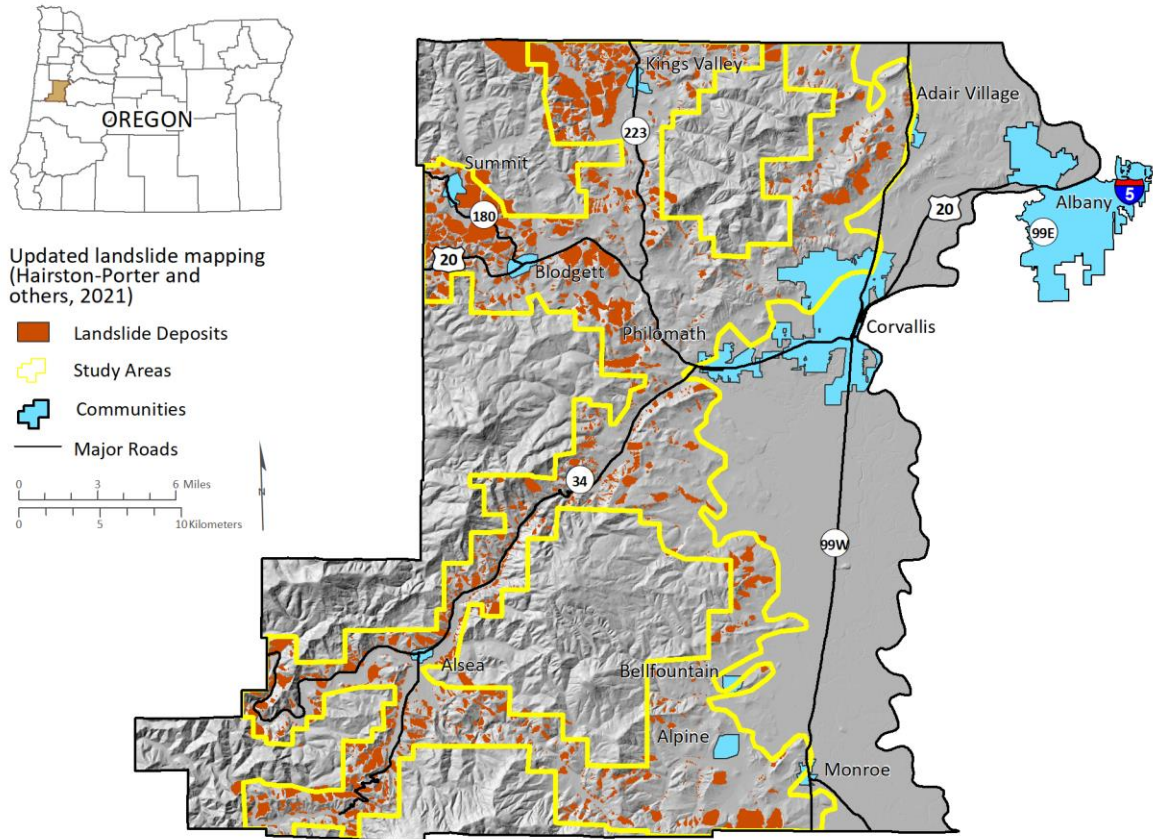 OREGON
Updated landslide mapping
(Hairston-Porter and
others, 2021)
Landslide Deposits
Study Areas
Communities
Major Roads
0 3 6 Miles
0 5 10 Kilometers
N
Kings Valley
Adair Village
223
Summit
180
20
Albany
5
99E
20
Blodgett
Philomath
Corvallis
34
99W
Alsea
Bellfountain
Alpine
Monroe